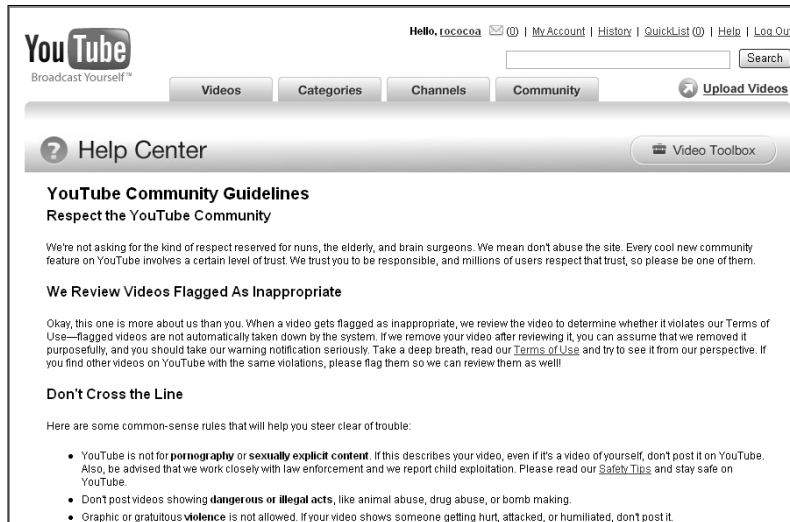 Hello, rococoa (0) | My Account | History | QuickList (0) | Help | Log Out
YouTube
Broadcast Yourself™
Search
Videos
Categories
Channels
Community
Upload Videos
Help Center
Video Toolbox
YouTube Community Guidelines
Respect the YouTube Community
We're not asking for the kind of respect reserved for nuns, the elderly, and brain surgeons. We mean don't abuse the site. Every cool new community
feature on YouTube involves a certain level of trust. We trust you to be responsible, and millions of users respect that trust, so please be one of them.
We Review Videos Flagged As Inappropriate
Okay, this one is more about us than you. When a video gets flagged as inappropriate, we review the video to determine whether it violates our Terms of
Use—flagged videos are not automatically taken down by the system. If we remove your video after reviewing it, you can assume that we removed it
purposefully, and you should take our warning notification seriously. Take a deep breath, read our Terms of Use and try to see it from our perspective. If
you find other videos on YouTube with the same violations, please flag them so we can review them as well!
Don't Cross the Line
Here are some common-sense rules that will help you steer clear of trouble:
• YouTube is not for pornography or sexually explicit content. If this describes your video, even if it's a video of yourself, don't post it on YouTube.
Also, be advised that we work closely with law enforcement and we report child exploitation. Please read our Safety Tips and stay safe on
YouTube.
• Don't post videos showing dangerous or illegal acts, like animal abuse, drug abuse, or bomb making.
• Graphic or gratuitous violence is not allowed. If your video shows someone getting hurt, attacked, or humiliated, don't post it.